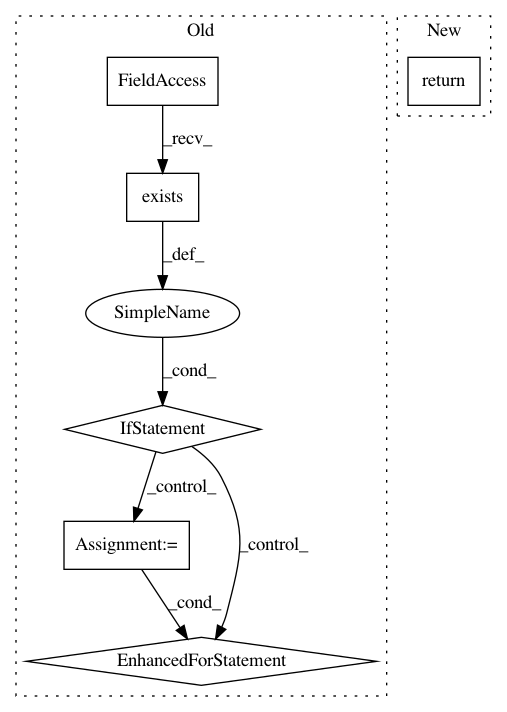 Old
New
FieldAccess
return
_recv_
exists
_def_
SimpleName
_cond_
IfStatement
_control_
Assignment:=
_control_
_cond_
EnhancedForStatement